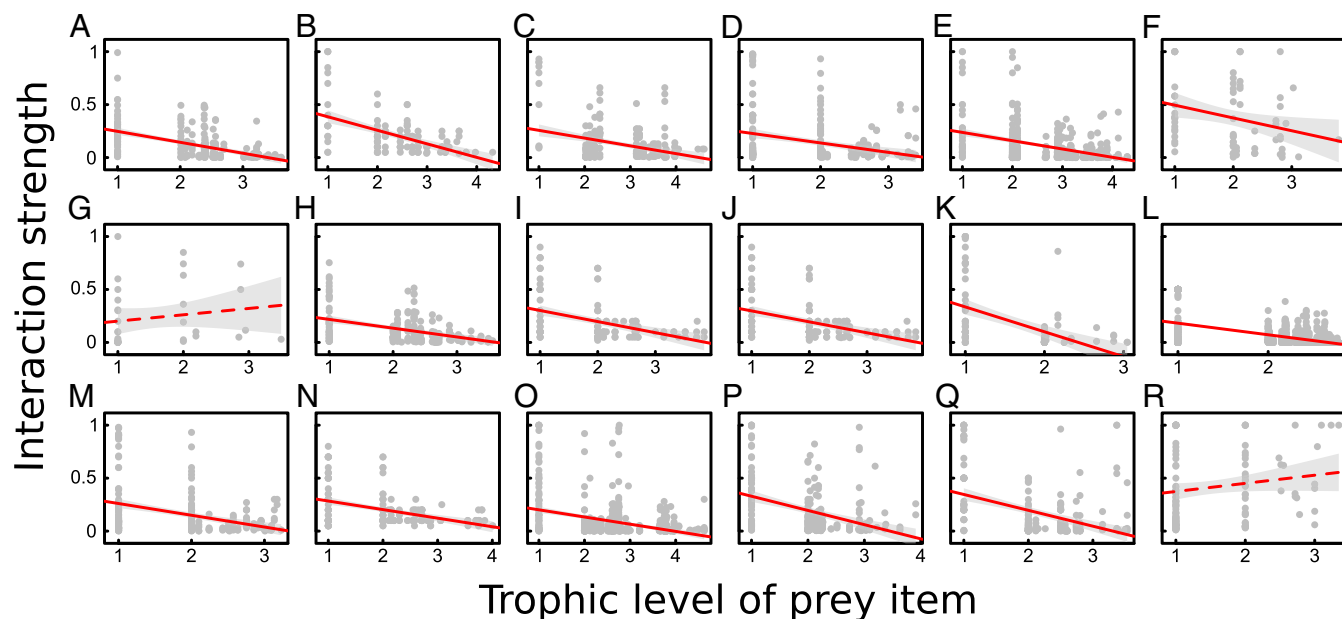 A B C D E F
1
0.5
0
1 2 3 1 2 3 4 1 2 3 4 1 2 3 1 2 3 4 1 2 3
G H I J K L
1
0.5
0
1 2 3 1 2 3 1 2 3 1 2 3 1 2 3 1 2
M N O P Q R
1
0.5
0
1 2 3 1 2 3 4 1 2 3 4 1 2 3 4 1 2 3 1 2 3
Interaction strength
Trophic level of prey item